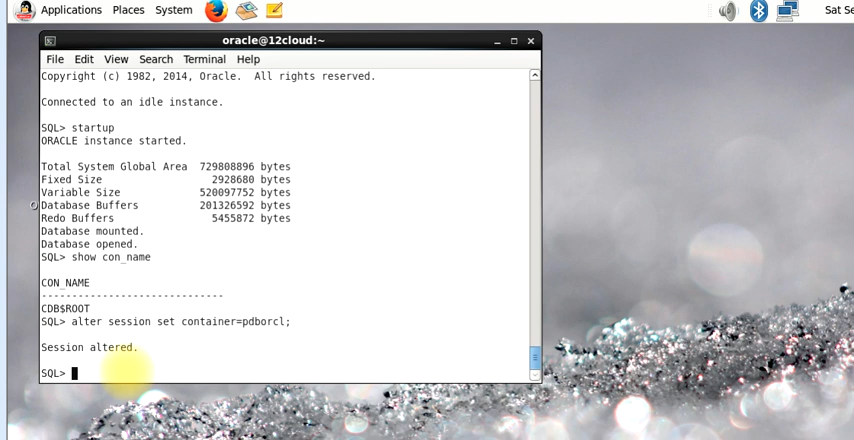 Applications Places System
Sat Se
oracle@12cloud:~
File Edit View Search Terminal Help
Copyright (c) 1982, 2014, Oracle.  All rights reserved.
Connected to an idle instance.
SQL> startup
ORACLE instance started.
Total System Global Area  729808896 bytes
Fixed Size                  2928680 bytes
Variable Size             520097752 bytes
Database Buffers          201326592 bytes
Redo Buffers                5455872 bytes
Database mounted.
Database opened.
SQL> show con_name
CON_NAME
------------------------------
CDB$ROOT
SQL> alter session set container=pdborcl;
Session altered.
SQL>